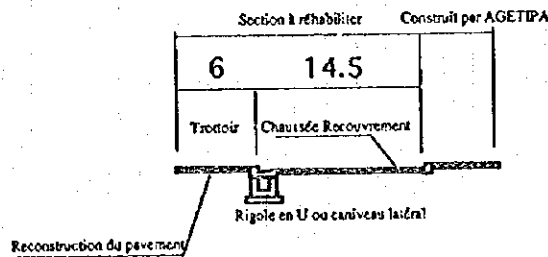 Section à réhabiliter
Construit par AGETIPA
6
14.5
Trottoir
Chaussée Recouvrement
Rigole en U ou caniveau latéral
Reconstruction du pavement